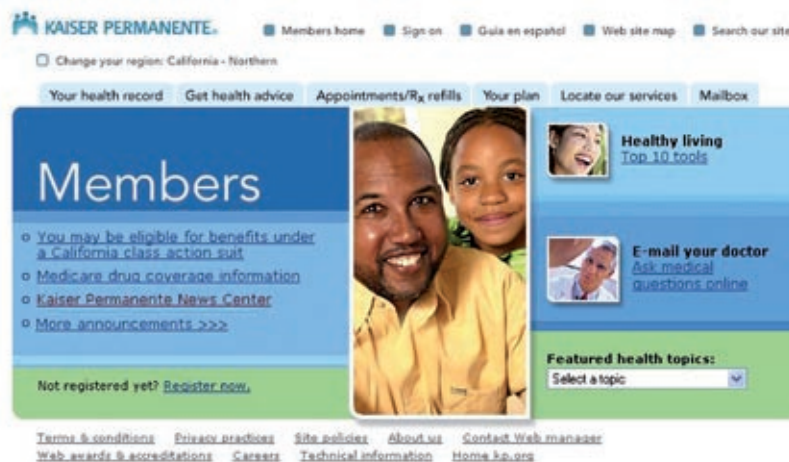 KAISER PERMANENTE®
Members home Sign on Guía en español Web site map Search our site
Change your region: California - Northern
Your health record Get health advice Appointments/Rx refills Your plan Locate our services Mailbox
Members
You may be eligible for benefits under
a California class action suit
Medicare drug coverage information
Kaiser Permanente News Center
More announcements >>>
Not registered yet? Register now.
Healthy living
Top 10 tools
E-mail your doctor
Ask medical
questions online
Featured health topics:
Select a topic
Terms & conditions Privacy practices Site policies About us Contact Web manager
Web awards & accreditations Careers Technical information Home kp.org